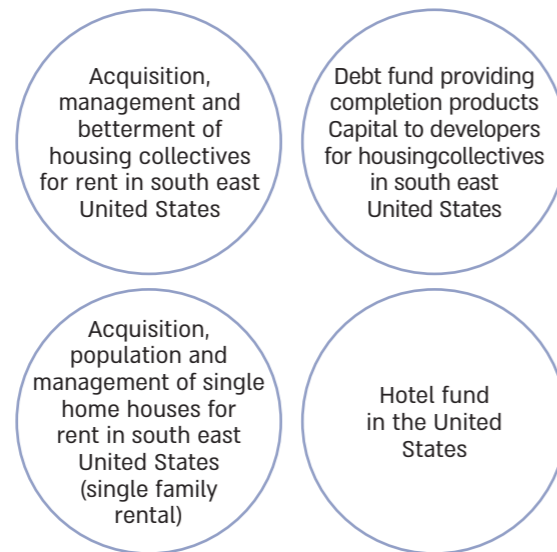 Acquisition,
management and
betterment of
housing collectives
for rent in south east
United States
Debt fund providing
completion products
Capital to developers
for housingcollectives
in south east
United States
Acquisition,
population and
management of single
home houses for
rent in south east
United States
(single family
rental)
Hotel fund
in the United
States